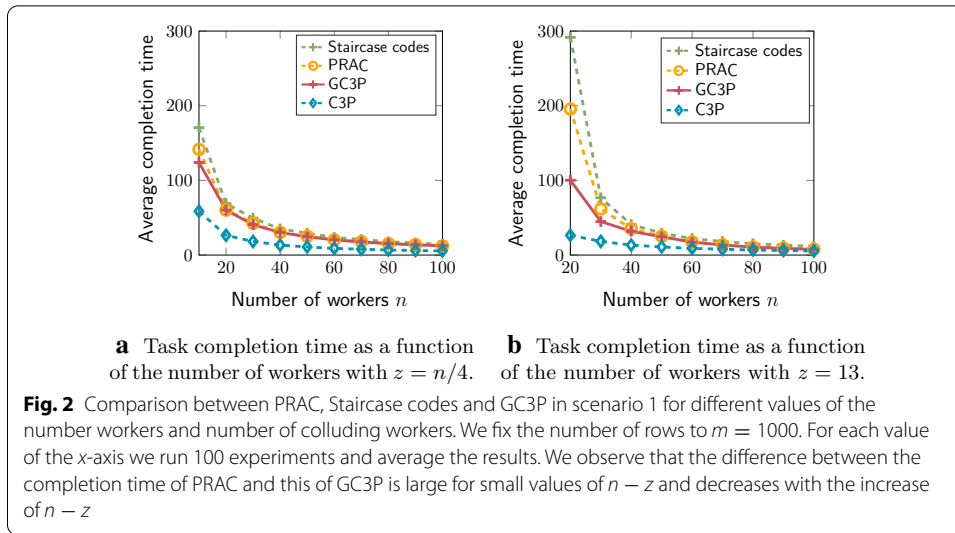 300
200
100
0
20
40
60
80
100
Average completion time
Number of workers n
Staircase codes
PRAC
GC3P
C3P
300
200
100
0
20
40
60
80
100
Average completion time
Number of workers n
Staircase codes
PRAC
GC3P
C3P
a Task completion time as a function
of the number of workers with z = n/4.
b Task completion time as a function
of the number of workers with z = 13.
Fig. 2 Comparison between PRAC, Staircase codes and GC3P in scenario 1 for different values of the
number workers and number of colluding workers. We fix the number of rows to m = 1000. For each value
of the x-axis we run 100 experiments and average the results. We observe that the difference between the
completion time of PRAC and this of GC3P is large for small values of n − z and decreases with the increase
of n − z